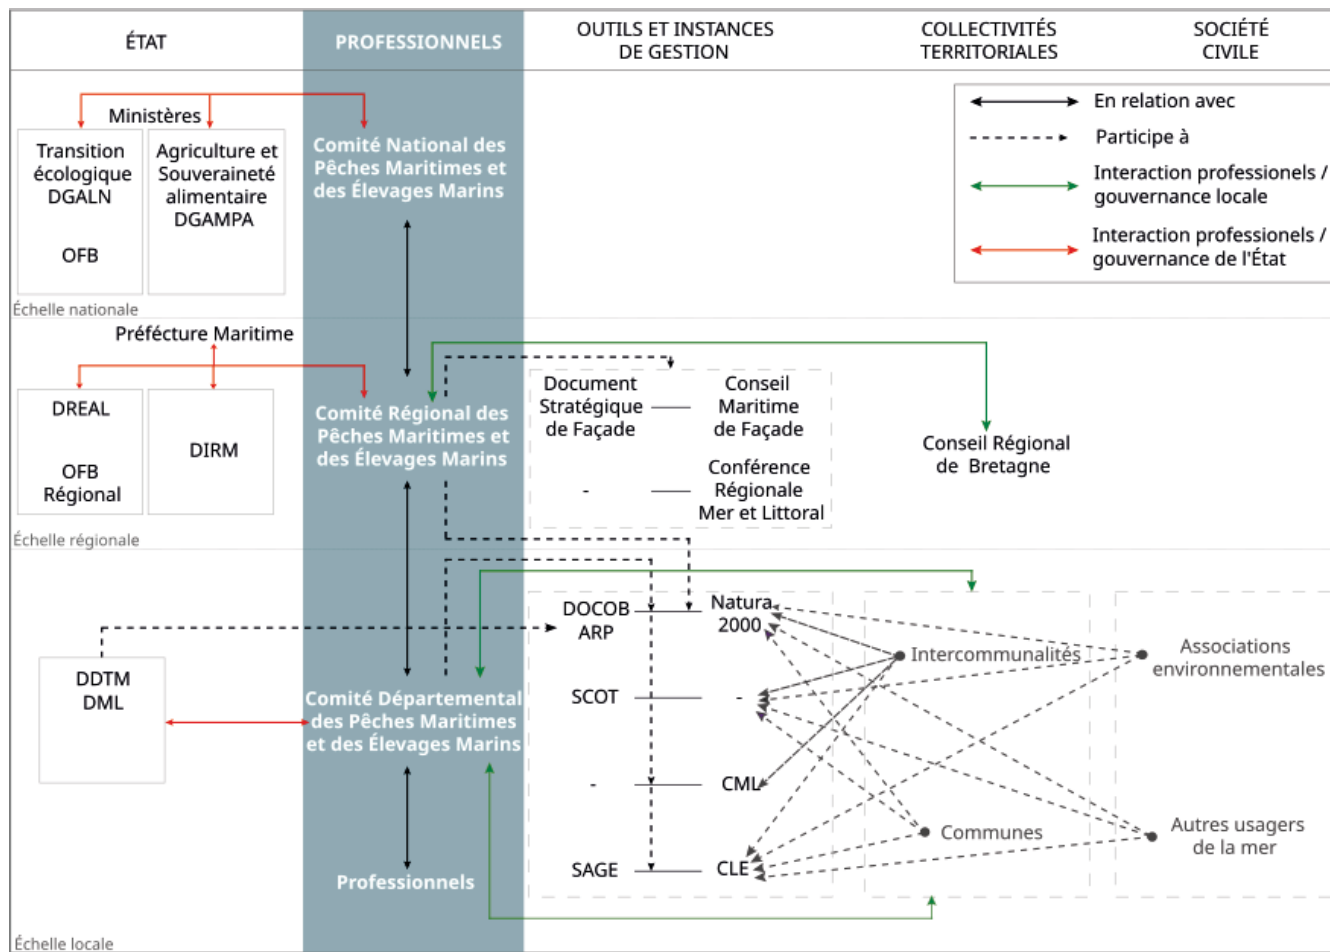 ÉTAT
PROFESSIONNELS
OUTILS ET INSTANCES
DE GESTION
COLLECTIVITÉS
TERRITORIALES
SOCIÉTÉ
CIVILE
En relation avec
Participe à
Interaction professionels /
gouvernance locale
Interaction professionels /
gouvernance de l'État
Ministères
Transition
écologique
DGALN
OFB
Agriculture et
Souveraineté
alimentaire
DGAMPA
Comité National des
Pêches Maritimes et
des Élevages Marins
Échelle nationale
Préfécture Maritime
DREAL
OFB
Régional
DIRM
Comité Régional des
Pêches Maritimes et
des Élevages Marins
Document
Stratégique
de Façade
Conseil
Maritime
de Façade
-
Conférence
Régionale
Mer et Littoral
Conseil Régional
de Bretagne
Échelle régionale
DDTM
DML
Comité Départemental
des Pêches Maritimes
et des Élevages Marins
Professionnels
DOCOB
ARP
Natura
2000
SCOT
-
-
CML
SAGE
CLE
Intercommunalités
Communes
Associations
environnementales
Autres usagers
de la mer
Échelle locale